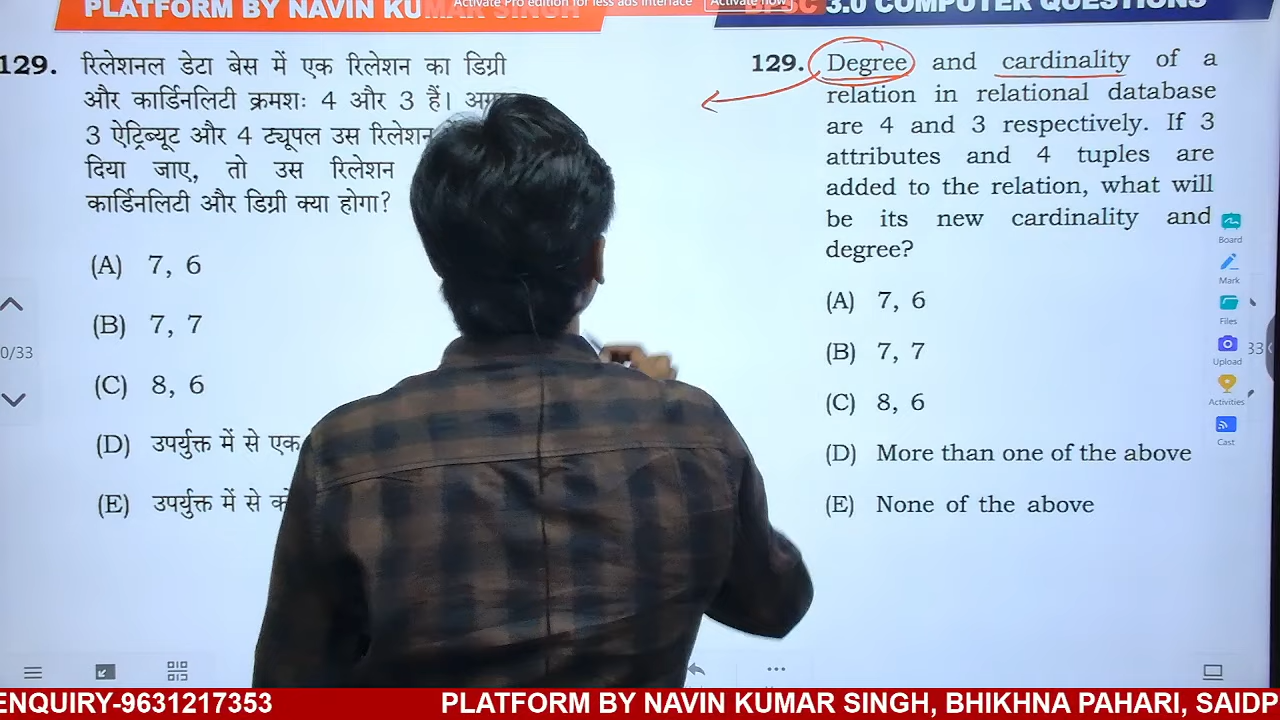 PLATFORM BY NAVIN KUMAR SINGH
Activate Pro edition for less ads interface
Activate now
BPSC 3.0 COMPUTER QUESTIONS
129. रिलेशनल डेटा बेस में एक रिलेशन का डिग्री
और कार्डिनलिटी क्रमशः 4 और 3 हैं।
3 ऐट्रिब्यूट और 4 ट्यूपल उस रिलेशन
दिया जाए, तो उस रिलेशन
कार्डिनलिटी और डिग्री क्या होगा?
(A) 7, 6
(B) 7, 7
(C) 8, 6
(D) उपर्युक्त में से एक
(E) उपर्युक्त में से
129. Degree and cardinality of a
relation in relational database
are 4 and 3 respectively. If 3
attributes and 4 tuples are
added to the relation, what will
be its new cardinality and
degree?
(A) 7, 6
(B) 7, 7
(C) 8, 6
(D) More than one of the above
(E) None of the above
Board
Mark
Files
Upload
Activities
Cast
0/33
33
ENQUIRY-9631217353 PLATFORM BY NAVIN KUMAR SINGH, BHIKHNA PAHARI, SAIDP